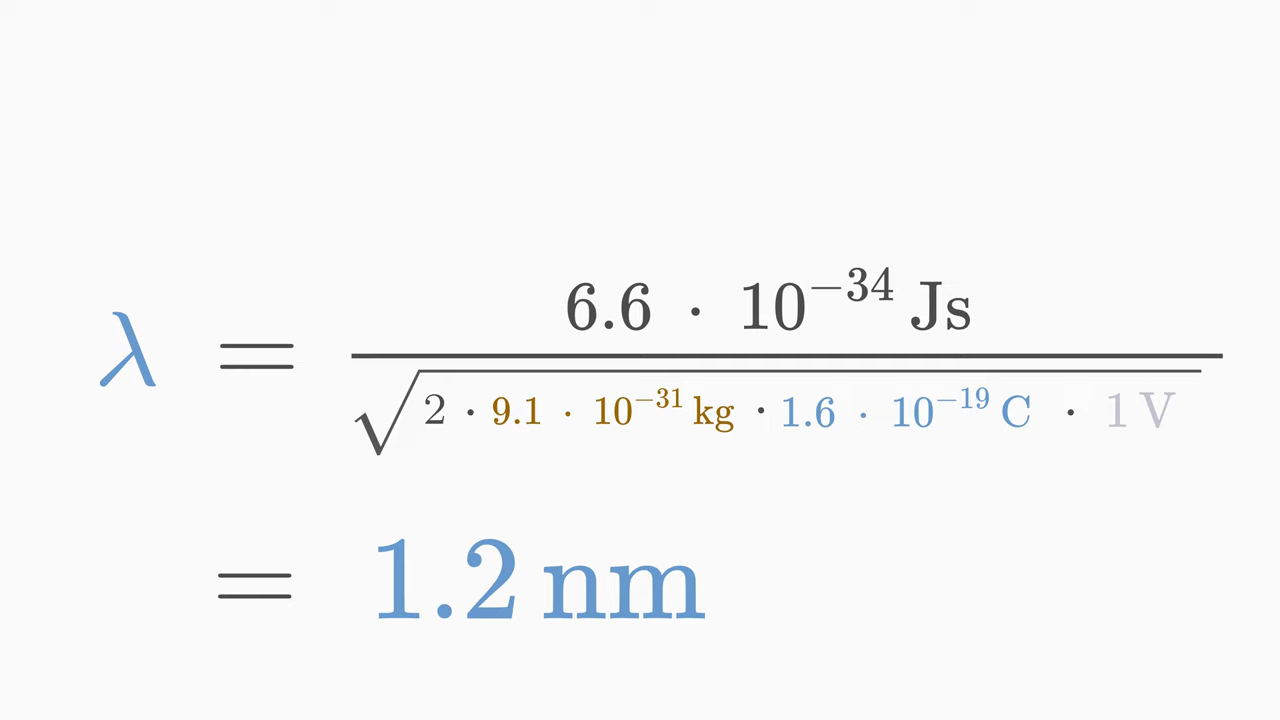 λ = 6.6 · 10⁻³⁴ Js
√2 · 9.1 · 10⁻³¹ kg · 1.6 · 10⁻¹⁹ C · 1 V
= 1.2 nm